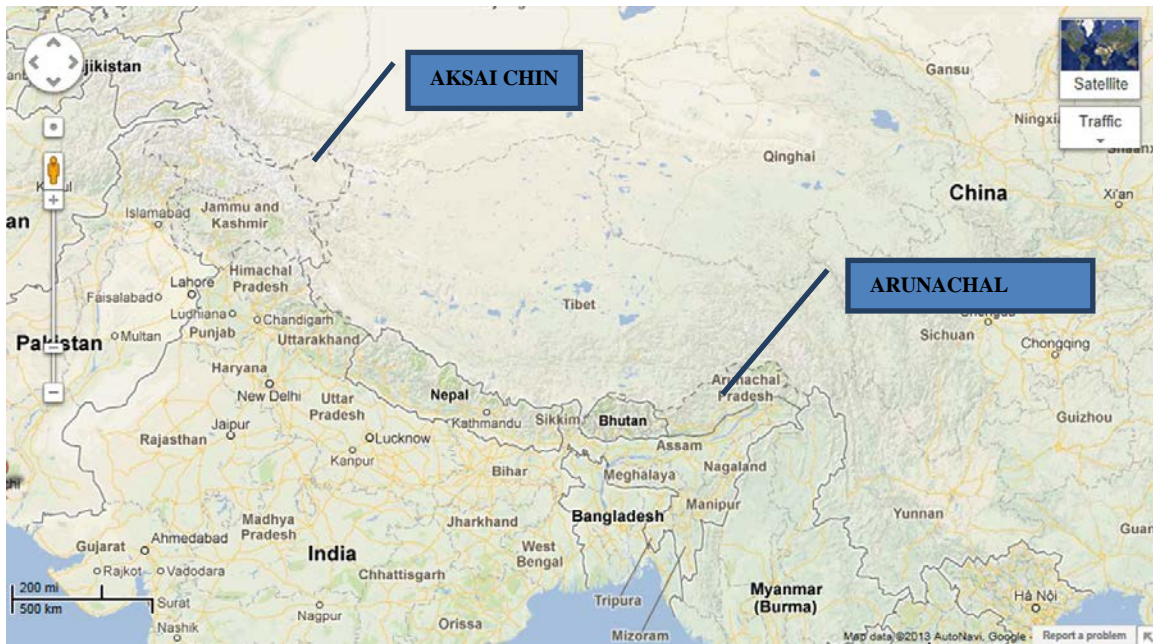 AKSAI CHIN
Gansu
Satellite
Traffic
Qinghai
China
Xi'an
Islamabad
Jammu and
Kashmir
Himachal
Pradesh
Lahore
Faisalabad
Ludhiana
Chandigarh
Punjab
Multan
Uttarakhand
Pakistan
Tibet
ARUNACHAL
Sichuan
Chongqing
Haryana
New Delhi
Nepal
Arunachal
Pradesh
Uttar
Pradesh
Kathmandu
Sikkim
Bhutan
Guizhou
Jaipur
Rajasthan
Lucknow
Kanpur
Assam
Bihar
Meghalaya
Nagaland
Manipur
Bangladesh
Yunnan
Madhya
Pradesh
Jharkhand
Gujarat
Ahmedabad
India
West
Bengal
Rajkot
Vadodara
Chhattisgarh
Myanmar
(Burma)
200 mi
500 km
Tripura
Hà Nội
Surat
Nagpur
Orissa
Nashik
Mizoram
Map data ©2013 AutoNavi, Google -
Report a problem